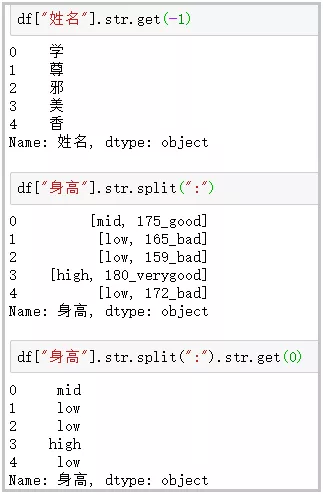 df["姓名"].str.get(-1)
0    学
1    尊
2    邪
3    美
4    香
Name: 姓名, dtype: object
df["身高"].str.split(":")
0         [mid, 175_good]
1          [low, 165_bad]
2          [low, 159_bad]
3    [high, 180_verygood]
4          [low, 172_bad]
Name: 身高, dtype: object
df["身高"].str.split(":").str.get(0)
0     mid
1     low
2     low
3    high
4     low
Name: 身高, dtype: object